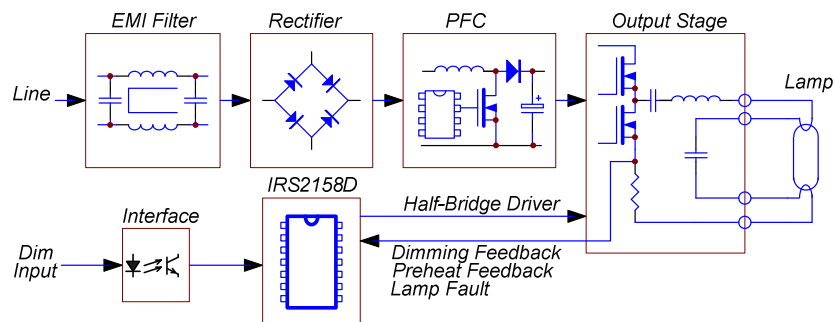 EMI Filter
Rectifier
PFC
Output Stage
Line
Lamp
IRS2158D
Interface
Half-Bridge Driver
Dim
Input
Dimming Feedback
Preheat Feedback
Lamp Fault
+